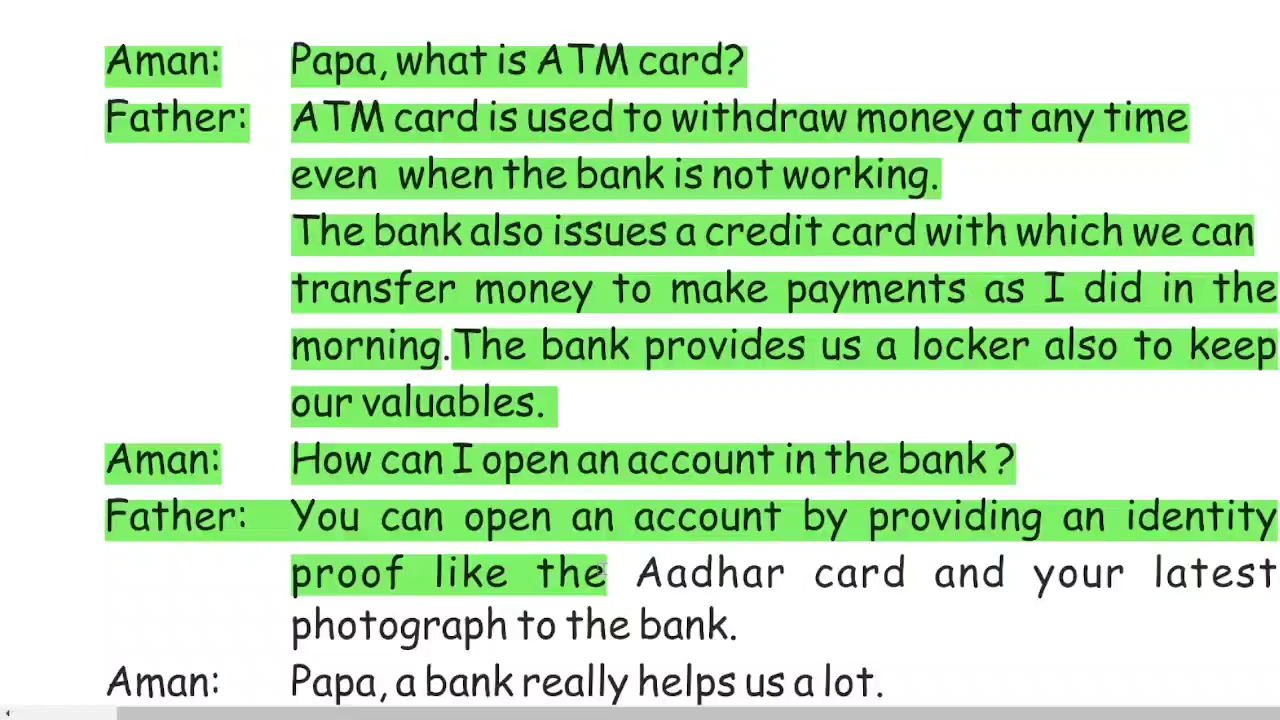 Aman: Papa, what is ATM card?
Father: ATM card is used to withdraw money at any time
even when the bank is not working.
The bank also issues a credit card with which we can
transfer money to make payments as I did in the
morning. The bank provides us a locker also to keep
our valuables.
Aman: How can I open an account in the bank ?
Father: You can open an account by providing an identity
proof like the Aadhar card and your latest
photograph to the bank.
Aman: Papa, a bank really helps us a lot.